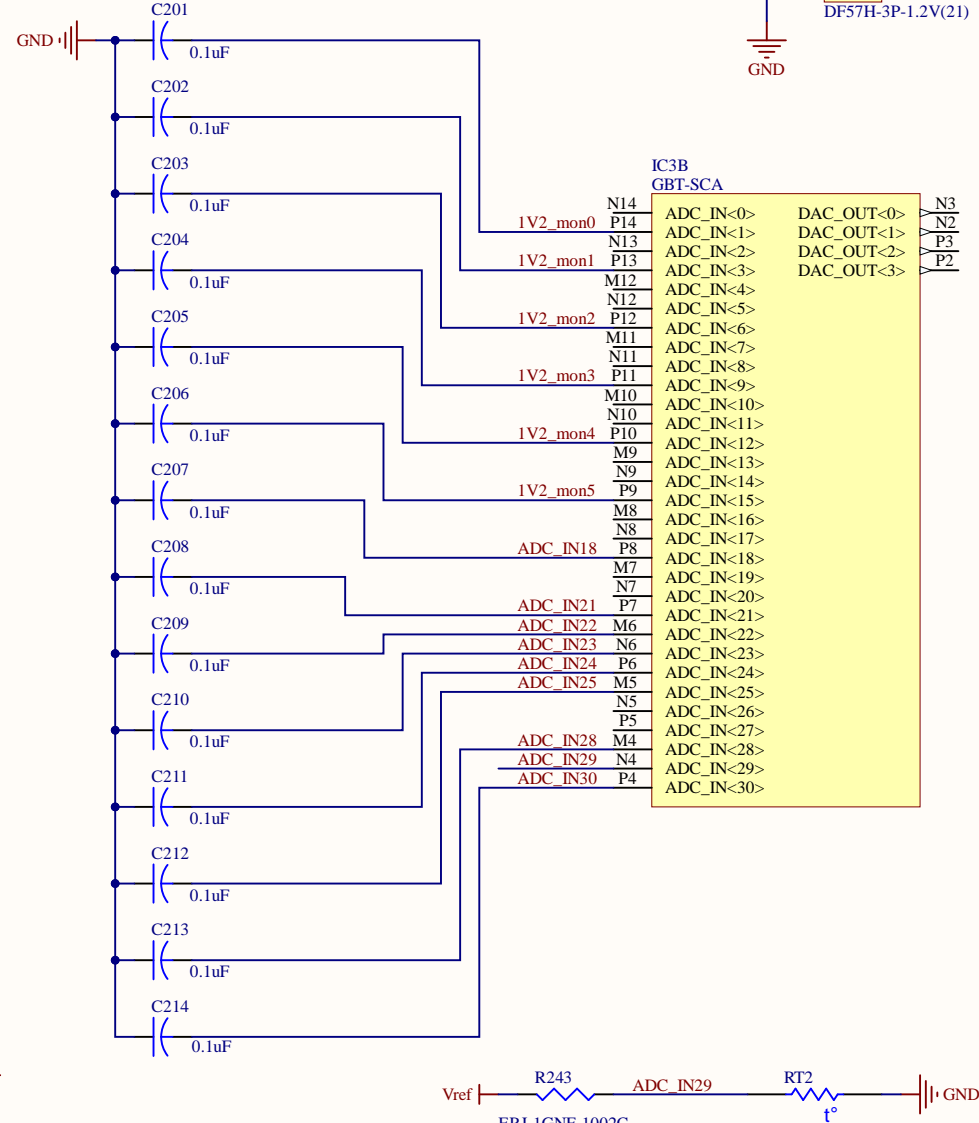 C201
GND
0.1uF
DF57H-3P-1.2V(21)
GND
C202
0.1uF
C203
0.1uF
C204
0.1uF
C205
0.1uF
C206
0.1uF
C207
0.1uF
C208
0.1uF
C209
0.1uF
C210
0.1uF
C211
0.1uF
C212
0.1uF
C213
0.1uF
C214
0.1uF
IC3B
GBT-SCA
N14 ADC_IN<0> DAC_OUT<0> N3
1V2_mon0 P14 ADC_IN<1> DAC_OUT<1> N2
N13 ADC_IN<2> DAC_OUT<2> P3
1V2_mon1 P13 ADC_IN<3> DAC_OUT<3> P2
M12 ADC_IN<4>
N12 ADC_IN<5>
1V2_mon2 P12 ADC_IN<6>
M11 ADC_IN<7>
N11 ADC_IN<8>
1V2_mon3 P11 ADC_IN<9>
M10 ADC_IN<10>
N10 ADC_IN<11>
1V2_mon4 P10 ADC_IN<12>
M9 ADC_IN<13>
N9 ADC_IN<14>
1V2_mon5 P9 ADC_IN<15>
M8 ADC_IN<16>
N8 ADC_IN<17>
ADC_IN18 P8 ADC_IN<18>
M7 ADC_IN<19>
N7 ADC_IN<20>
ADC_IN21 P7 ADC_IN<21>
ADC_IN22 M6 ADC_IN<22>
ADC_IN23 N6 ADC_IN<23>
ADC_IN24 P6 ADC_IN<24>
ADC_IN25 M5 ADC_IN<25>
N5 ADC_IN<26>
P5 ADC_IN<27>
ADC_IN28 M4 ADC_IN<28>
ADC_IN29 N4 ADC_IN<29>
ADC_IN30 P4 ADC_IN<30>
R243
RT2
Vref
ADC_IN29
GND
t°